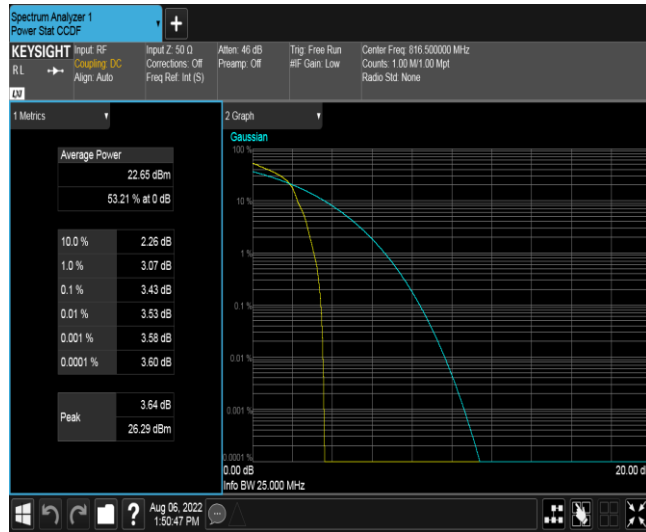 Spectrum Analyzer 1
Power Stat CCDF
+
KEYSIGHT
RL
LXI
Input: RF
Coupling: DC
Align: Auto
Input Z: 50 Ω
Corrections: Off
Freq Ref: Int (S)
Atten: 46 dB
Preamp: Off
Trig: Free Run
#IF Gain: Low
Center Freq: 816.500000 MHz
Counts: 1.00 M/1.00 Mpt
Radio Std: None
1 Metrics
Average Power
22.65 dBm
53.21 % at 0 dB
10.0 % 2.26 dB
1.0 % 3.07 dB
0.1 % 3.43 dB
0.01 % 3.53 dB
0.001 % 3.58 dB
0.0001 % 3.60 dB
Peak
3.64 dB
26.29 dBm
2 Graph
Gaussian
100 %
10 %
1 %
0.1 %
0.01 %
0.001 %
0.0001 %
0.00 dB
20.00 d
Info BW 25.000 MHz
?
Aug 06, 2022
1:50:47 PM